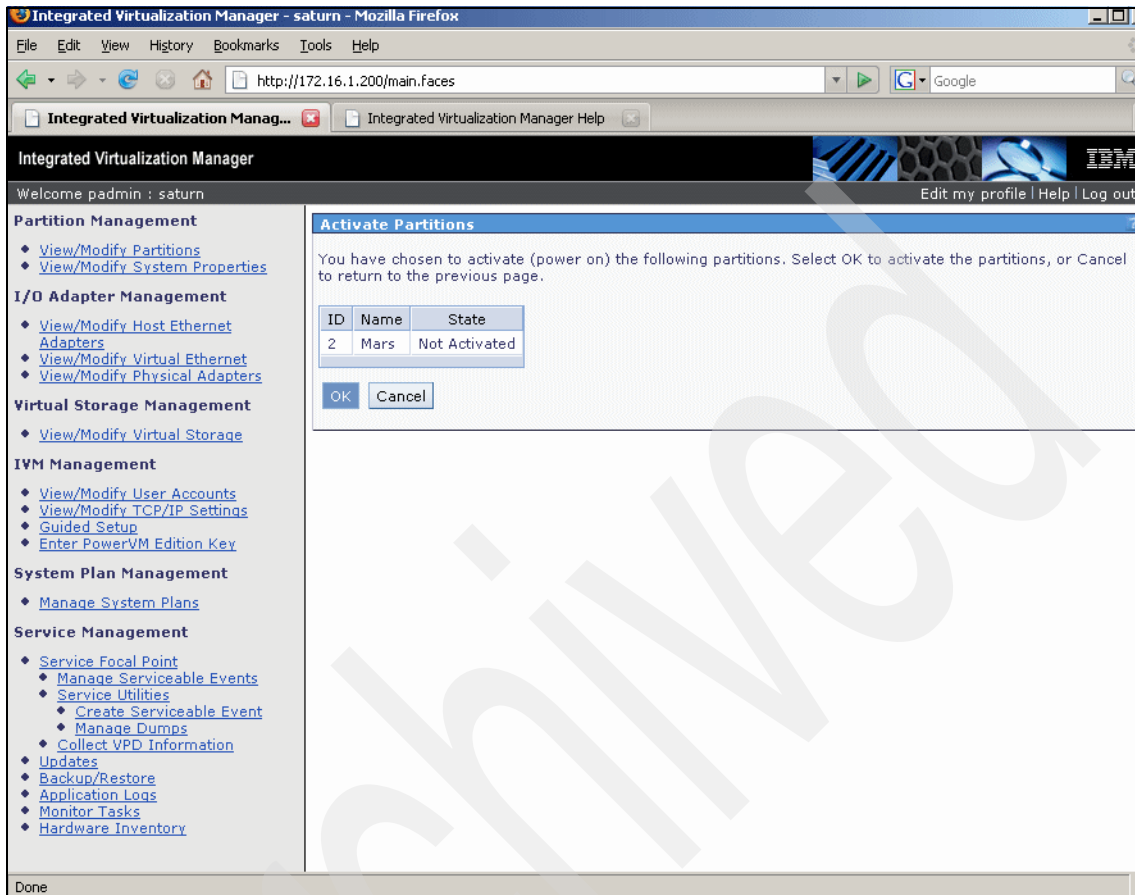 Integrated Virtualization Manager - saturn - Mozilla Firefox
File Edit View History Bookmarks Tools Help
http://172.16.1.200/main.faces
Google
Integrated Virtualization Manag...
Integrated Virtualization Manager Help
Integrated Virtualization Manager
IBM
Welcome padmin : saturn
Edit my profile | Help | Log out
Partition Management
View/Modify Partitions
View/Modify System Properties
I/O Adapter Management
View/Modify Host Ethernet
Adapters
View/Modify Virtual Ethernet
View/Modify Physical Adapters
Virtual Storage Management
View/Modify Virtual Storage
IVM Management
View/Modify User Accounts
View/Modify TCP/IP Settings
Guided Setup
Enter PowerVM Edition Key
System Plan Management
Manage System Plans
Service Management
Service Focal Point
Manage Serviceable Events
Service Utilities
Create Serviceable Event
Manage Dumps
Collect VPD Information
Updates
Backup/Restore
Application Logs
Monitor Tasks
Hardware Inventory
Activate Partitions
?
You have chosen to activate (power on) the following partitions. Select OK to activate the partitions, or Cancel
to return to the previous page.
ID Name State
2 Mars Not Activated
OK Cancel
Done
hived